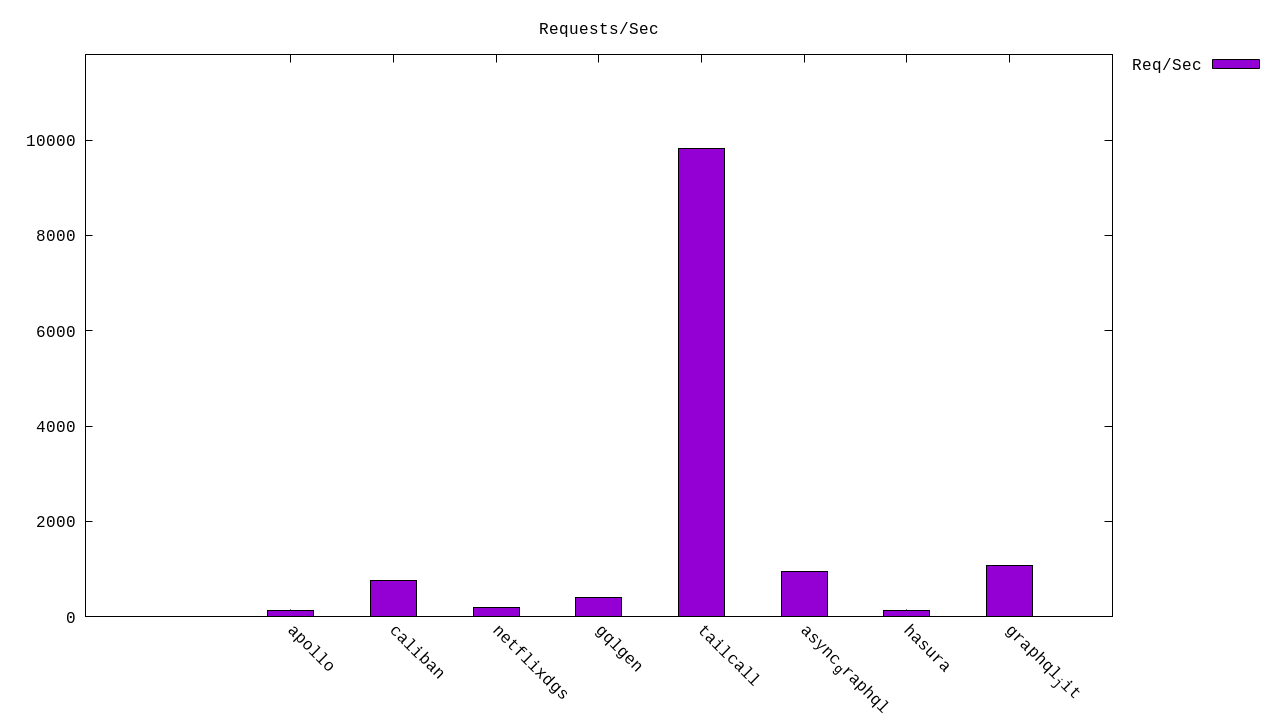 Requests/Sec
Req/Sec
10000
8000
6000
4000
2000
0
apollo
caliban
netflixdgs
gqlgen
tailcall
async_graphql
hasura
graphql_jit